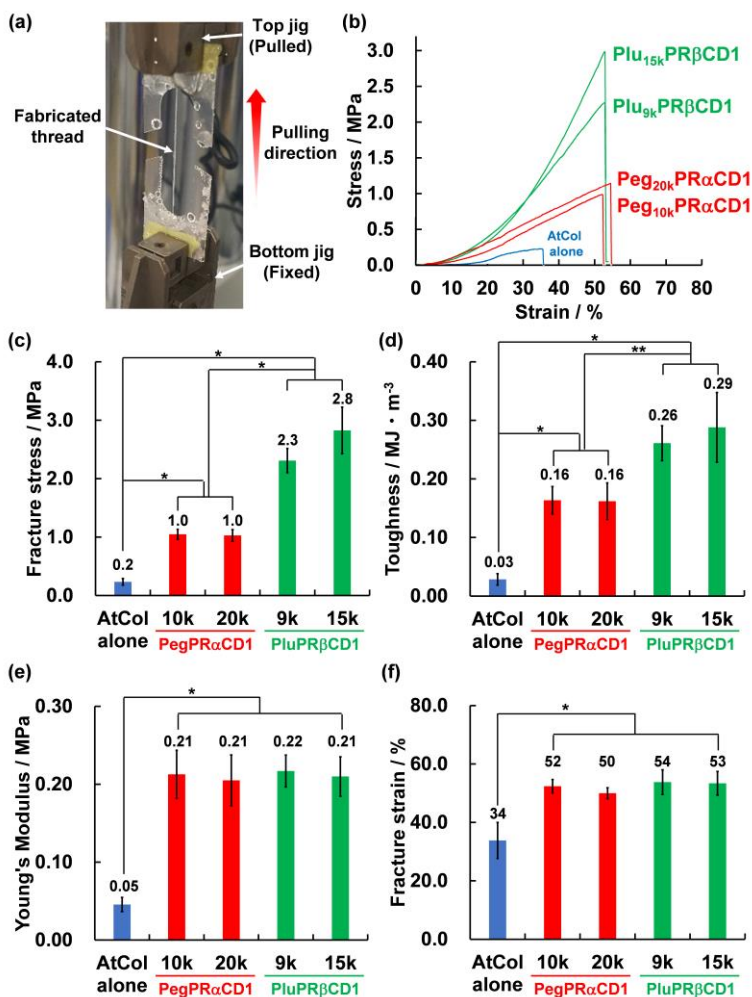 (a)
Top jig
(Pulled)
Fabricated
thread
Pulling
direction
Bottom jig
(Fixed)
(b)
Stress / MPa
3.0
2.5
2.0
1.5
1.0
0.5
0.0
Plu15kPRβCD1
Plu9kPRβCD1
Peg20kPRαCD1
Peg10kPRαCD1
AtCol
alone
0 10 20 30 40 50 60 70 80
Strain / %
(c)
Fracture stress / MPa
4.0
3.0
2.0
1.0
0.0
*
*
*
0.2
1.0
1.0
2.3
2.8
AtCol
alone
10k 20k 9k 15k
PegPRαCD1 PluPRβCD1
(d)
Toughness / MJ・m-3
0.40
0.30
0.20
0.10
0.00
*
**
*
0.03
0.16
0.16
0.26
0.29
AtCol
alone
10k 20k 9k 15k
PegPRαCD1 PluPRβCD1
(e)
Young's Modulus / MPa
0.30
0.20
0.10
0.00
*
0.05
0.21
0.21
0.22
0.21
AtCol
alone
10k 20k 9k 15k
PegPRαCD1 PluPRβCD1
(f)
Fracture strain / %
80.0
60.0
40.0
20.0
0.0
*
34
52
50
54
53
AtCol
alone
10k 20k 9k 15k
PegPRαCD1 PluPRβCD1